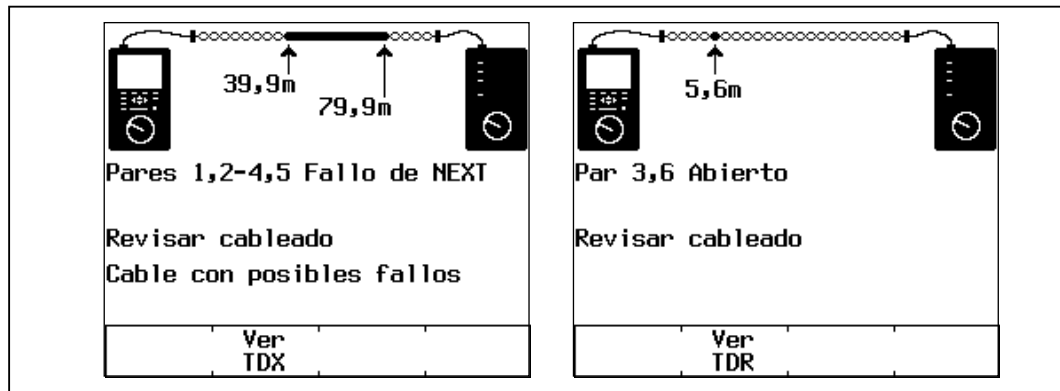 39,9m
79,9m
Pares 1,2-4,5 Fallo de NEXT
Revisar cableado
Cable con posibles fallos
Ver
TDX
5,6m
Par 3,6 Abierto
Revisar cableado
Ver
TDR